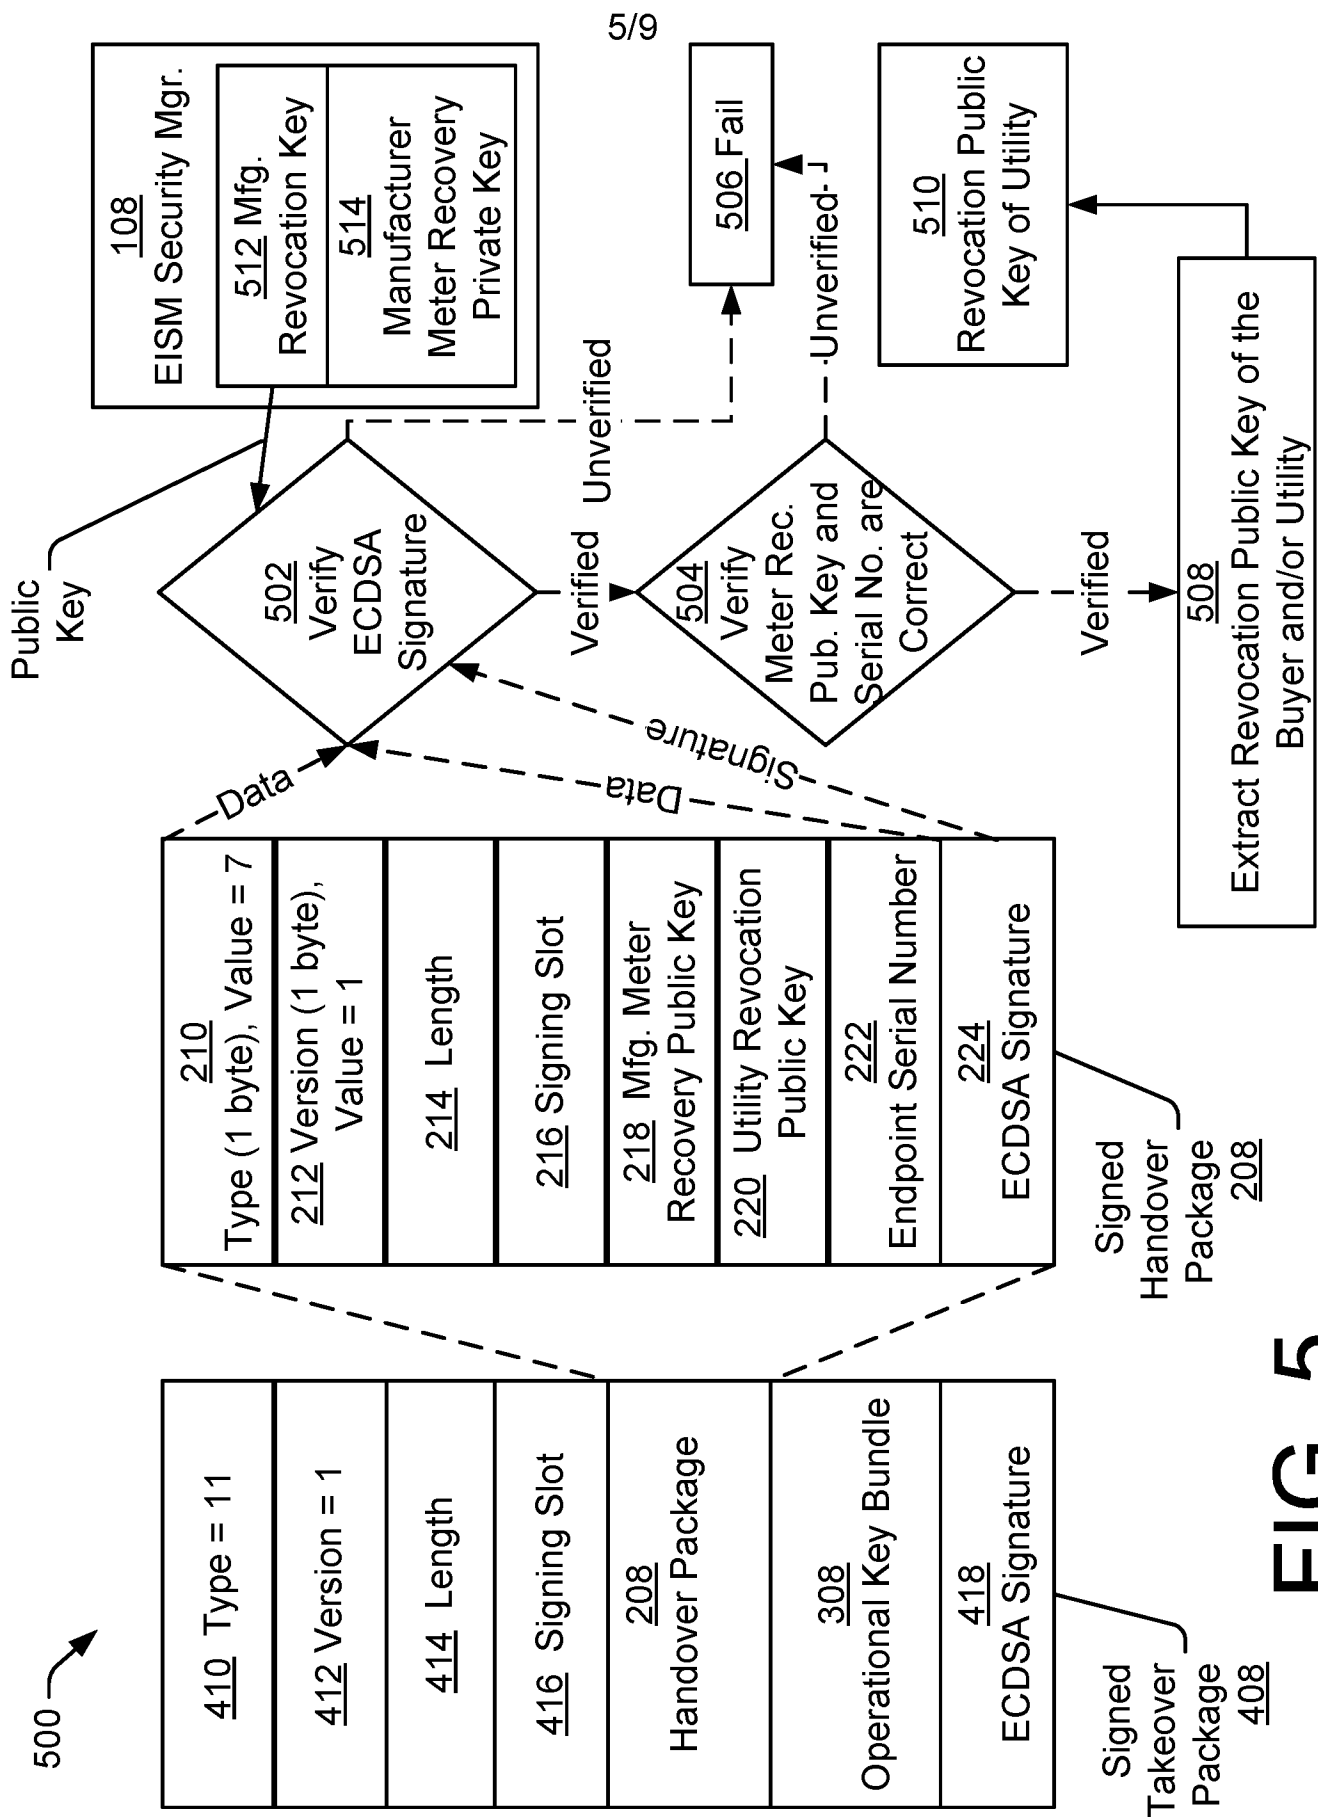 5/9
500
410 Type = 11
412 Version = 1
414 Length
416 Signing Slot
208
Handover Package
308
Operational Key Bundle
418
ECDSA Signature
Signed
Takeover
Package
408
210
Type (1 byte), Value = 7
212 Version (1 byte),
Value = 1
214 Length
216 Signing Slot
218 Mfg. Meter
Recovery Public Key
220 Utility Revocation
Public Key
222
Endpoint Serial Number
224
ECDSA Signature
Signed
Handover
Package
208
Data
Data
Signature
Public
Key
502
Verify
ECDSA
Signature
Verified
Unverified
504
Verify
Meter Rec.
Pub. Key and
Serial No. are
Correct
Unverified
Verified
108
EISM Security Mgr.
512 Mfg.
Revocation Key
514
Manufacturer
Meter Recovery
Private Key
506 Fail
510
Revocation Public
Key of Utility
508
Extract Revocation Public Key of the
Buyer and/or Utility
FIG. 5